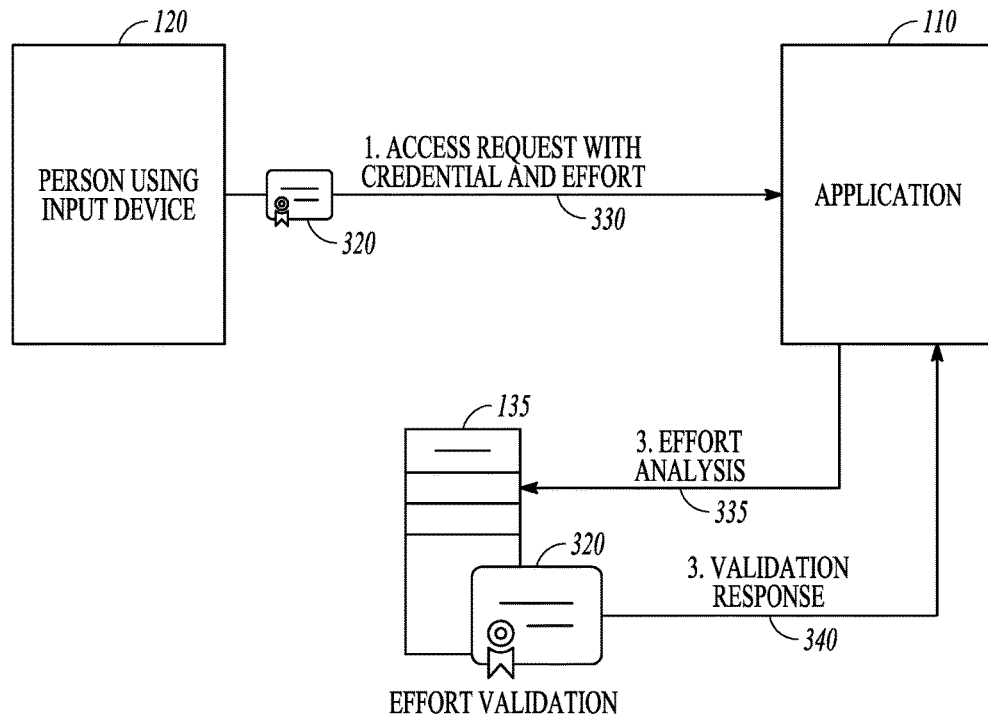 120
110
PERSON USING
INPUT DEVICE
1. ACCESS REQUEST WITH
CREDENTIAL AND EFFORT
320
330
APPLICATION
135
3. EFFORT
ANALYSIS
335
320
3. VALIDATION
RESPONSE
340
EFFORT VALIDATION